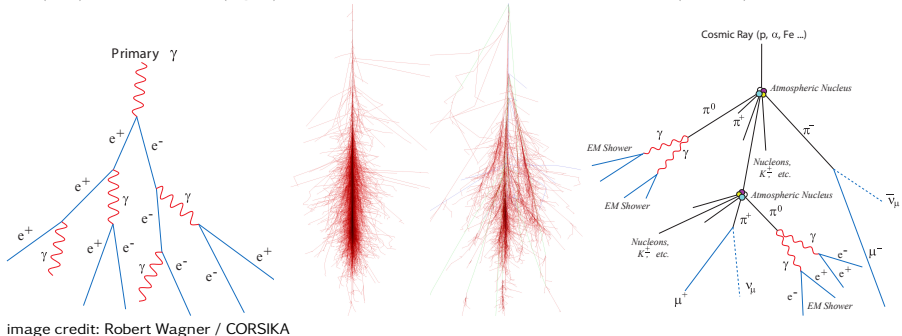 Primary γ
e⁺
e⁻
e⁺
γ
γ
e⁻
e⁺
γ
e⁺
e⁻
γ
e⁻
e⁻
e⁺
Cosmic Ray (p, α, Fe ...)
Atmospheric Nucleus
π⁰
π⁺
π⁻
γ
γ
EM Shower
EM Shower
Nucleons,
K± etc.
Atmospheric Nucleus
π⁺
π⁰
ν̄μ
Nucleons,
K± etc.
γ
γ
e⁻
e⁺
e⁺
e⁻
μ⁻
μ⁺
νμ
EM Shower
image credit: Robert Wagner / CORSIKA